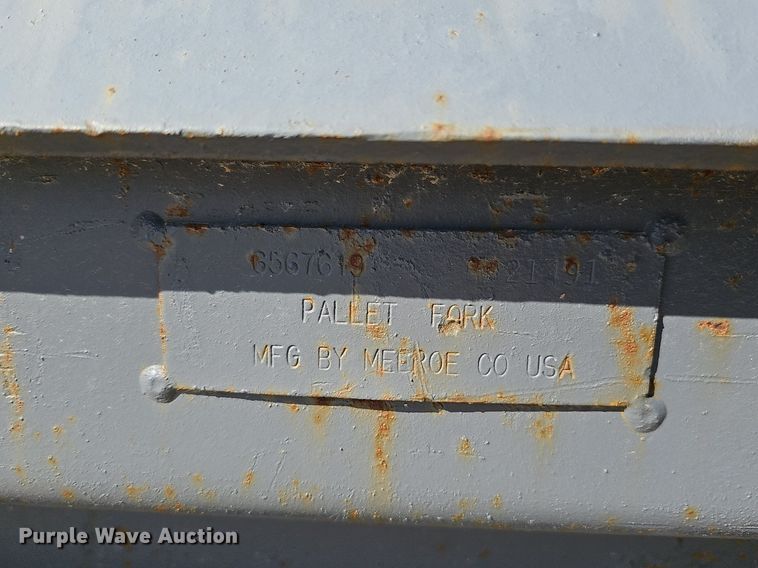 6567619
PALLET FORK
MFG BY MEEROE CO USA
Purple Wave Auction®